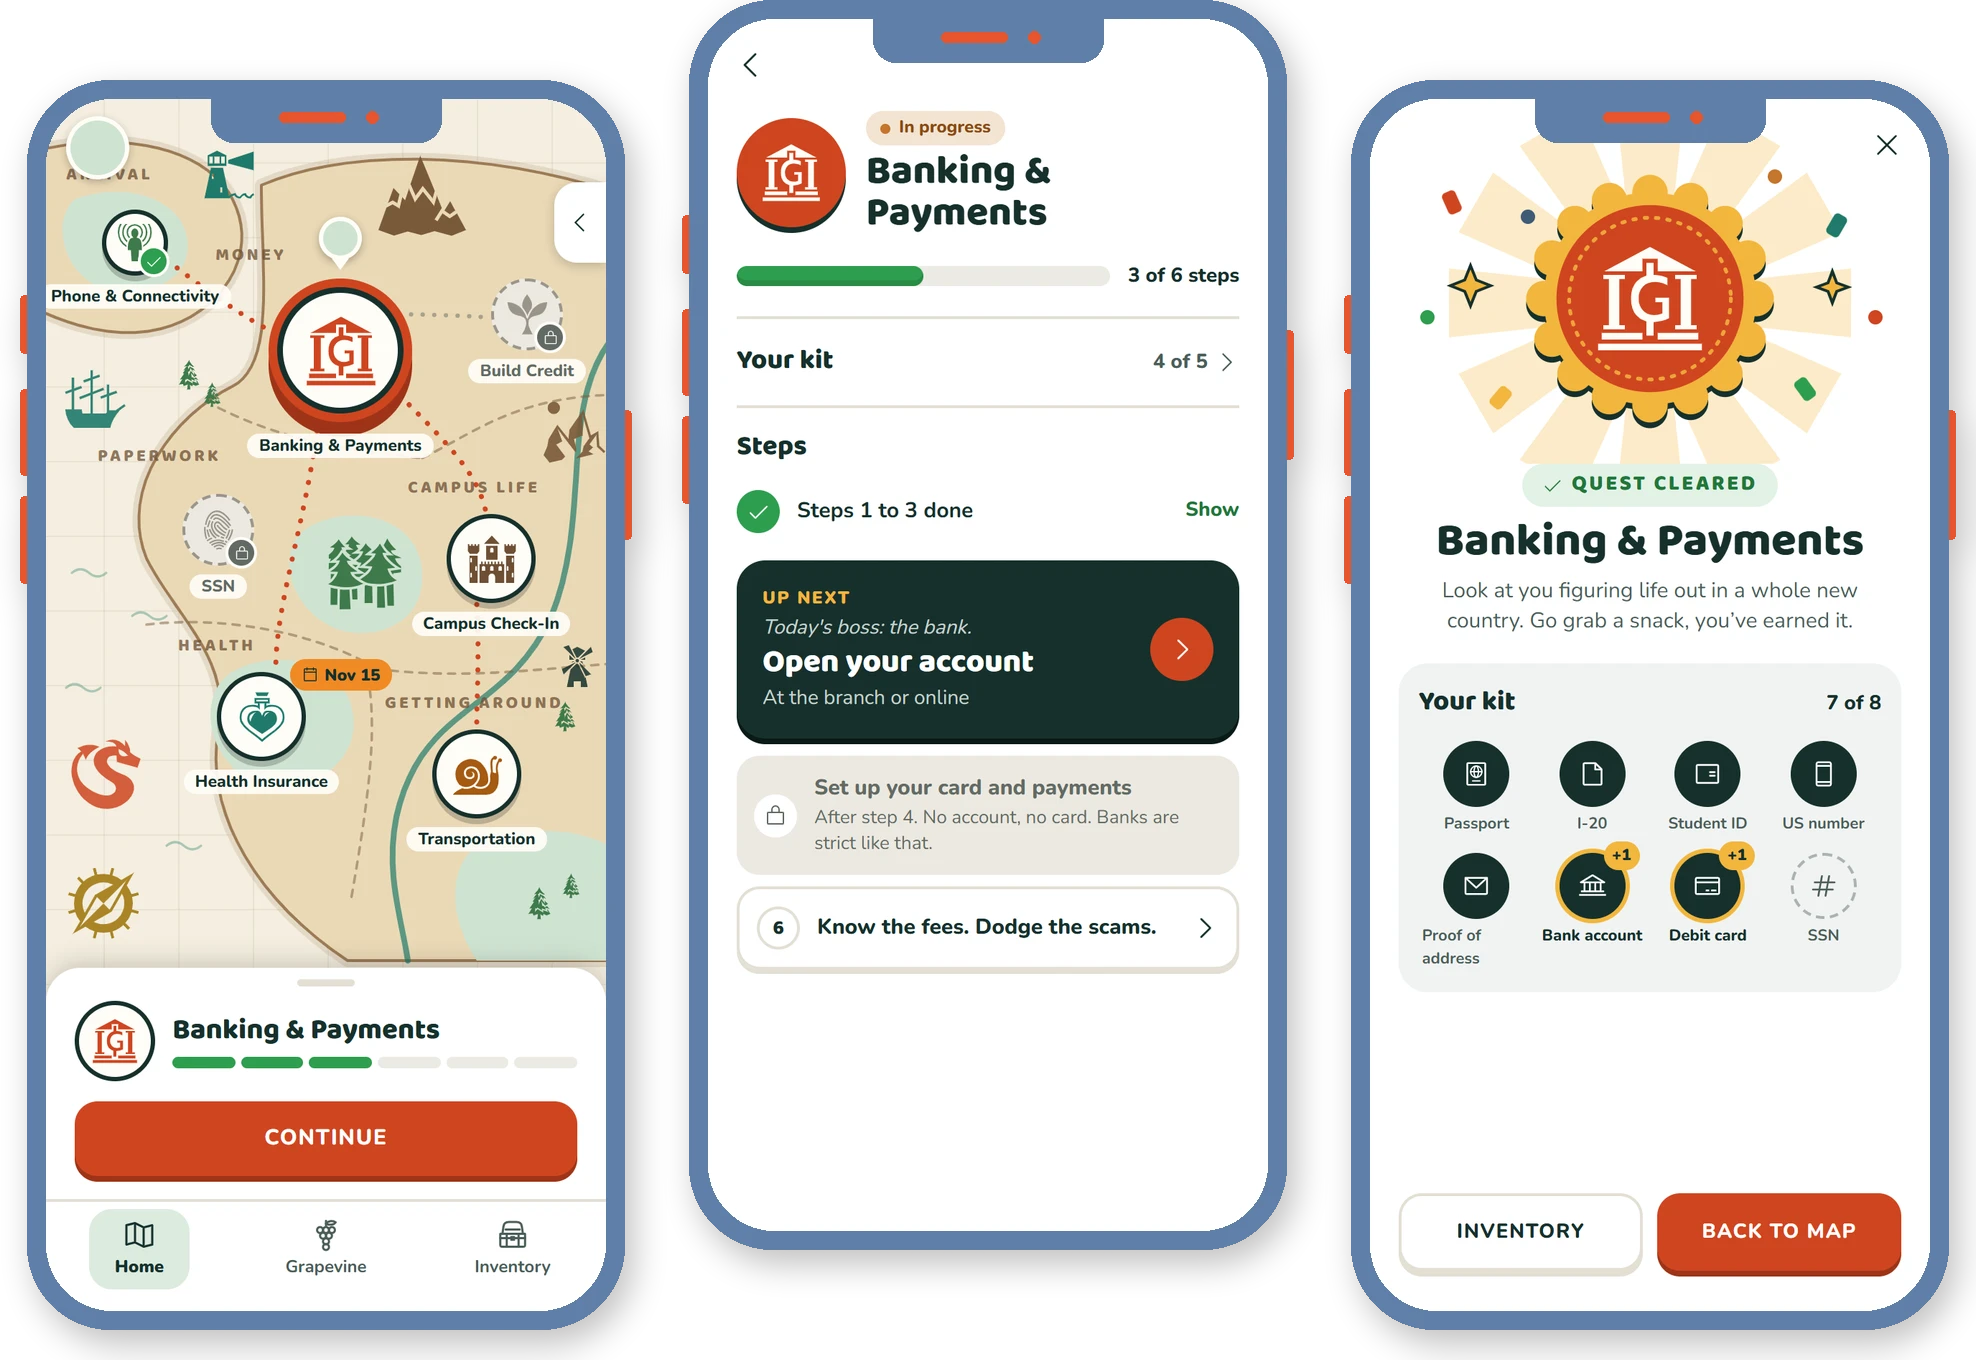 ARRIVAL
MONEY
Phone & Connectivity
Build Credit
Banking & Payments
PAPERWORK
CAMPUS LIFE
SSN
Campus Check-In
HEALTH
Nov 15
GETTING AROUND
Health Insurance
Transportation
Banking & Payments
CONTINUE
Home
Grapevine
Inventory
In progress
Banking &
Payments
3 of 6 steps
Your kit
4 of 5
Steps
Steps 1 to 3 done
Show
UP NEXT
Today's boss: the bank.
Open your account
At the branch or online
Set up your card and payments
After step 4. No account, no card. Banks are
strict like that.
6
Know the fees. Dodge the scams.
QUEST CLEARED
Banking & Payments
Look at you figuring life out in a whole new
country. Go grab a snack, you’ve earned it.
Your kit
7 of 8
Passport
I-20
Student ID
US number
+1
+1
Proof of
address
Bank account
Debit card
SSN
INVENTORY
BACK TO MAP